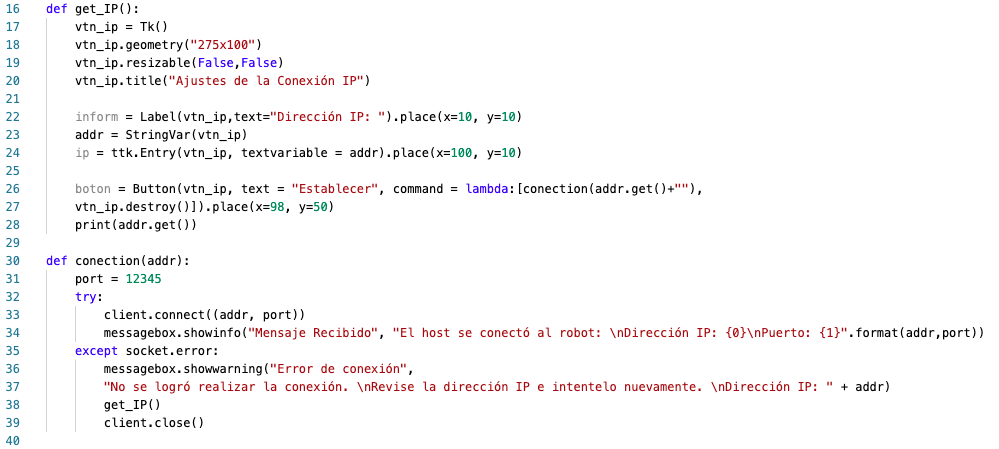 16 def get_IP():
17     vtn_ip = Tk()
18     vtn_ip.geometry("275x100")
19     vtn_ip.resizable(False,False)
20     vtn_ip.title("Ajustes de la Conexión IP")
21
22     inform = Label(vtn_ip,text="Dirección IP: ").place(x=10, y=10)
23     addr = StringVar(vtn_ip)
24     ip = ttk.Entry(vtn_ip, textvariable = addr).place(x=100, y=10)
25
26     boton = Button(vtn_ip, text = "Establecer", command = lambda:[conection(addr.get()+""),
27     vtn_ip.destroy()]).place(x=98, y=50)
28     print(addr.get())
29
30 def conection(addr):
31     port = 12345
32     try:
33         client.connect((addr, port))
34         messagebox.showinfo("Mensaje Recibido", "El host se conectó al robot: \nDirección IP: {0}\nPuerto: {1}".format(addr,port))
35     except socket.error:
36         messagebox.showwarning("Error de conexión",
37         "No se logró realizar la conexión. \nRevise la dirección IP e intentelo nuevamente. \nDirección IP: " + addr)
38         get_IP()
39         client.close()
40